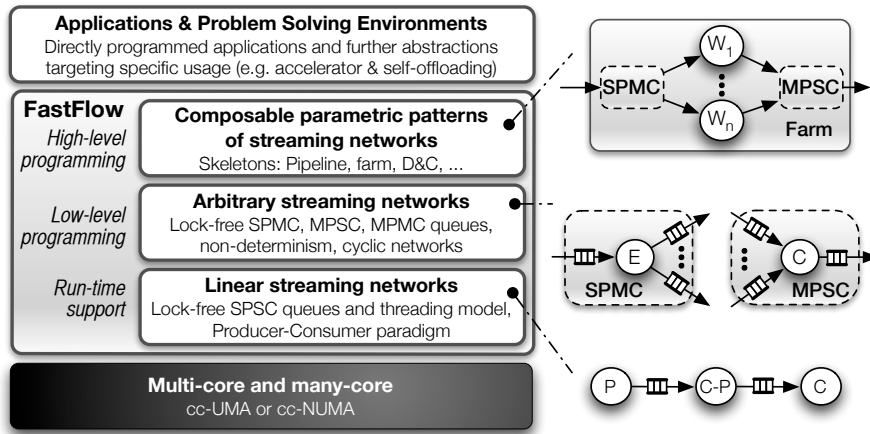 Applications & Problem Solving Environments
Directly programmed applications and further abstractions
targeting specific usage (e.g. accelerator & self-offloading)
FastFlow
High-level
programming
Composable parametric patterns
of streaming networks
Skeletons: Pipeline, farm, D&C, ...
Low-level
programming
Arbitrary streaming networks
Lock-free SPMC, MPSC, MPMC queues,
non-determinism, cyclic networks
Run-time
support
Linear streaming networks
Lock-free SPSC queues and threading model,
Producer-Consumer paradigm
Multi-core and many-core
cc-UMA or cc-NUMA
W1
SPMC
MPSC
Wn
Farm
E
SPMC
C
MPSC
P
C-P
C